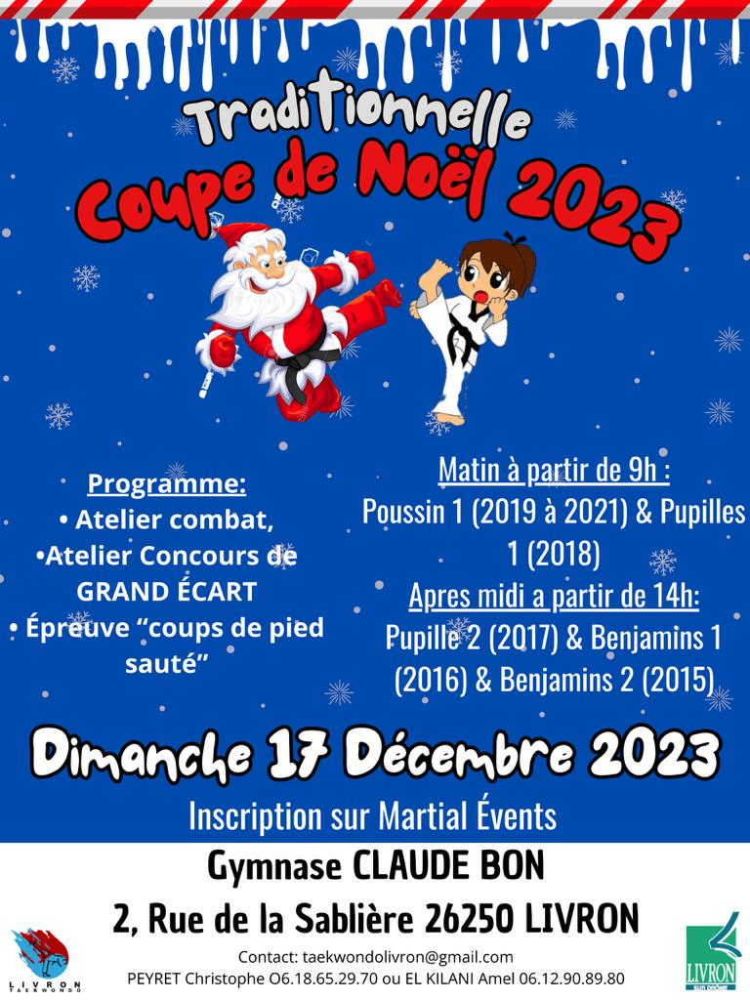 Traditionnelle
Coupe de Noël 2023
Programme:
• Atelier combat,
•Atelier Concours de
GRAND ÉCART
• Épreuve “coups de pied
sauté”
Matin à partir de 9h :
Poussin 1 (2019 à 2021) & Pupilles
1 (2018)
Apres midi a partir de 14h:
Pupille 2 (2017) & Benjamins 1
(2016) & Benjamins 2 (2015)
Dimanche 17 Décembre 2023
Inscription sur Martial Évents
Gymnase CLAUDE BON
2, Rue de la Sablière 26250 LIVRON
Contact: taekwondolivron@gmail.com
PEYRET Christophe O6.18.65.29.70 ou EL KILANI Amel 06.12.90.89.80
LIVRON
TAEKWONDO
LIVRON
SUR DRÔME